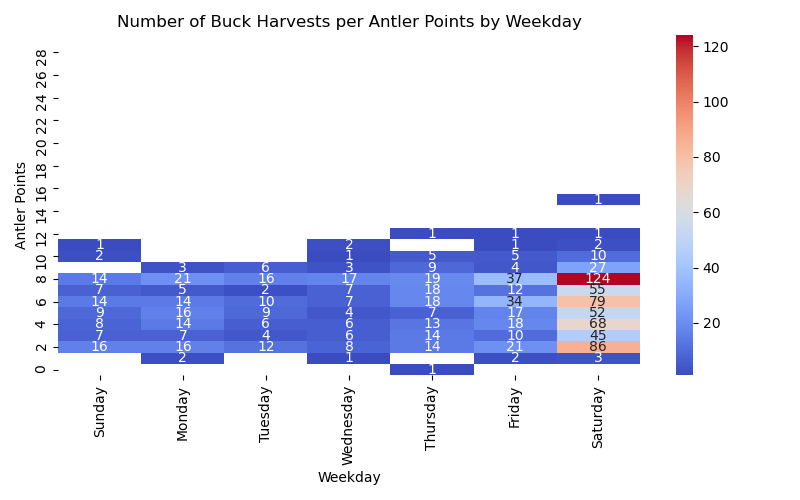 Number of Buck Harvests per Antler Points by Weekday
Antler Points
28
26
24
22
20
18
16
14
12
10
8
6
4
2
0
1
1 1 1
1 2 1 2
2 1 5 5 10
3 6 3 9 4 27
14 21 16 17 19 37 124
7 5 2 7 18 12 55
14 14 10 7 18 34 79
9 16 9 4 7 17 52
8 14 6 6 13 18 68
7 7 4 6 14 10 45
16 16 12 8 14 21 86
2 1 2 3
1
Sunday
Monday
Tuesday
Wednesday
Thursday
Friday
Saturday
Weekday
120
100
80
60
40
20